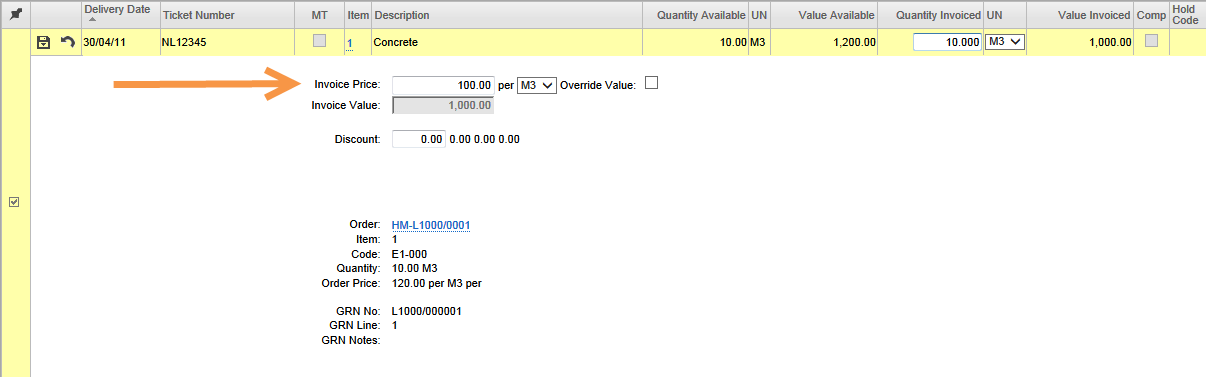 Delivery Date Ticket Number MT Item Description Quantity Available UN Value Available Quantity Invoiced UN Value Invoiced Comp Hold Code
30/04/11 NL12345 1 Concrete 10.00 M3 1,200.00 10.000 M3 1,000.00
Invoice Price: 100.00 per M3 Override Value:
Invoice Value: 1,000.00
Discount: 0.00 0.00 0.00 0.00
Order: HM-L1000/0001
Item: 1
Code: E1-000
Quantity: 10.00 M3
Order Price: 120.00 per M3 per
GRN No: L1000/000001
GRN Line: 1
GRN Notes: